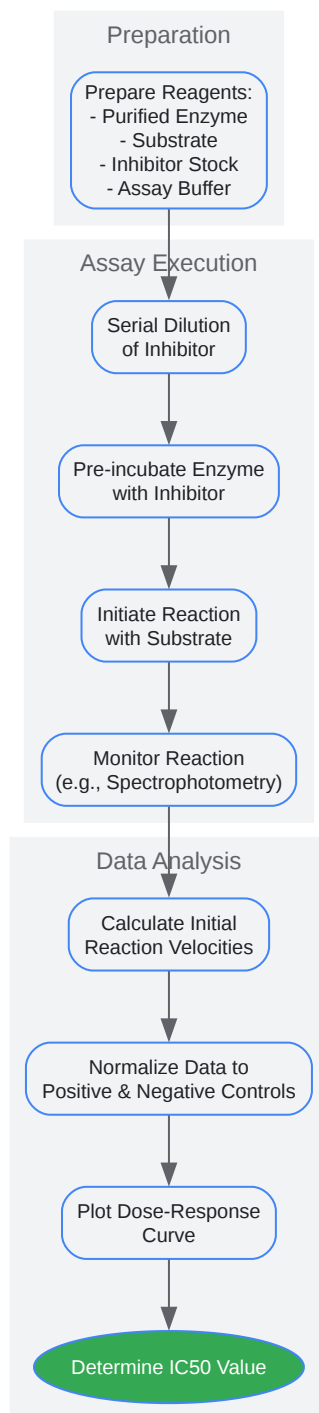 Preparation
Prepare Reagents:
- Purified Enzyme
- Substrate
- Inhibitor Stock
- Assay Buffer
Assay Execution
Serial Dilution
of Inhibitor
Pre-incubate Enzyme
with Inhibitor
Initiate Reaction
with Substrate
Monitor Reaction
(e.g., Spectrophotometry)
Data Analysis
Calculate Initial
Reaction Velocities
Normalize Data to
Positive & Negative Controls
Plot Dose-Response
Curve
Determine IC50 Value